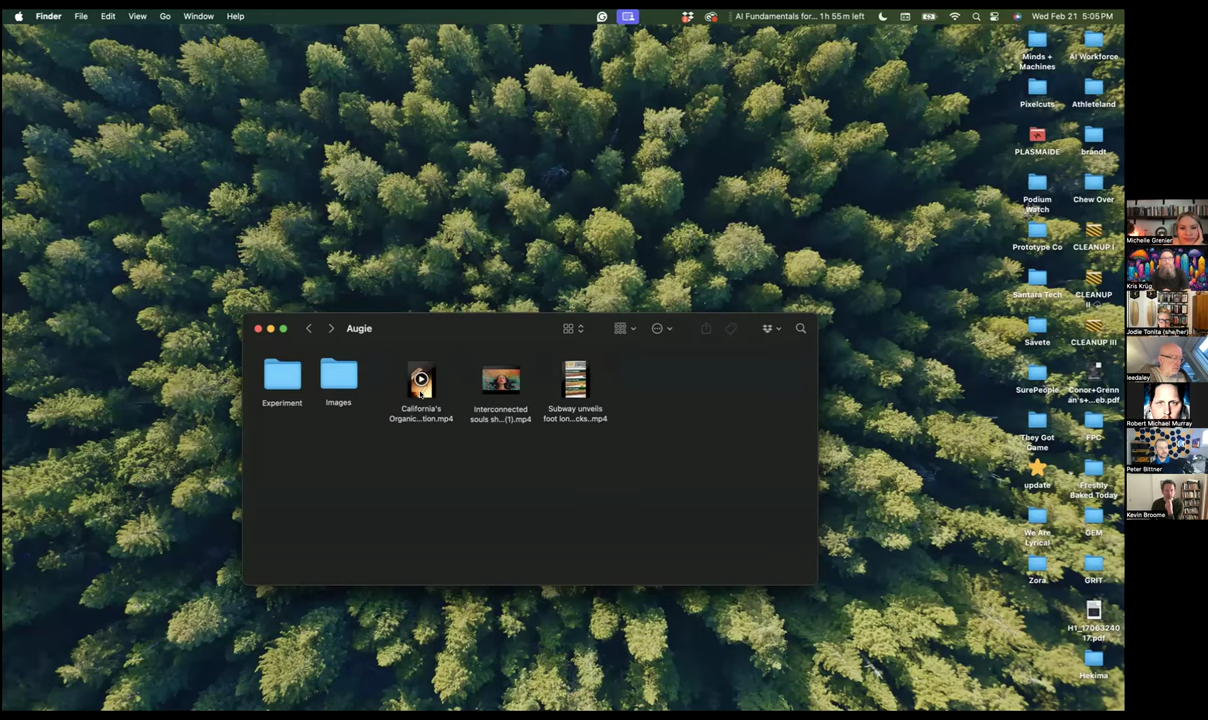 Finder File Edit View Go Window Help
AI Fundamentals for... 1 h 55 m left
Wed Feb 21 5:05 PM
Minds +
Machines
AI Workforce
Pixelcuts
Athleteland
PLASMAIDE
brandt
Podium
Watch
Chew Over
Prototype Co
CLEANUP I
Santara Tech
CLEANUP
II
Savete
CLEANUP III
SurePeople
Conor+Grenn
an's+...eb.pdf
They Got
Game
FPC
update
Freshly
Baked Today
We Are
Lyrical
GEM
Zora
GRIT
H1_17063240
17.pdf
Hekima
Augie
Experiment
Images
California's
Organic...tion.mp4
Interconnected
souls sh...(1).mp4
Subway unveils
foot lon...cks..mp4
Michelle Grenier
Kris Krüg
Jodie Tonita (she/her)
leedaley
Robert Michael Murray
Peter Bittner
Kevin Broome